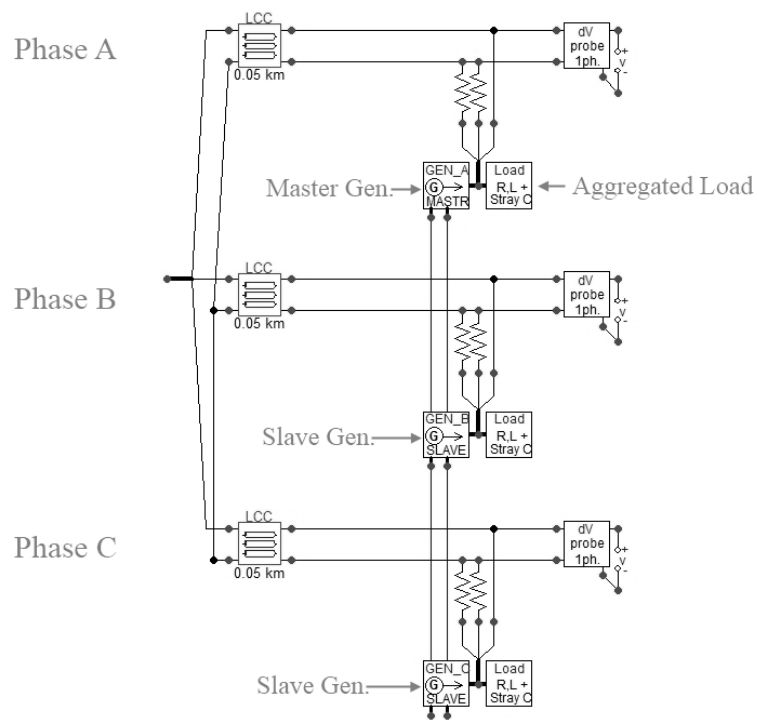 Phase A
LCC
0.05 km
dV
probe
1ph.
+
v
-
Master Gen.
GEN_A
G
MASTR
Load
R,L +
Stray C
Aggregated Load
Phase B
LCC
0.05 km
dV
probe
1ph.
+
v
-
Slave Gen.
GEN_B
G
SLAVE
Load
R,L +
Stray C
Phase C
LCC
0.05 km
dV
probe
1ph.
+
v
-
Slave Gen.
GEN_C
G
SLAVE
Load
R,L +
Stray C